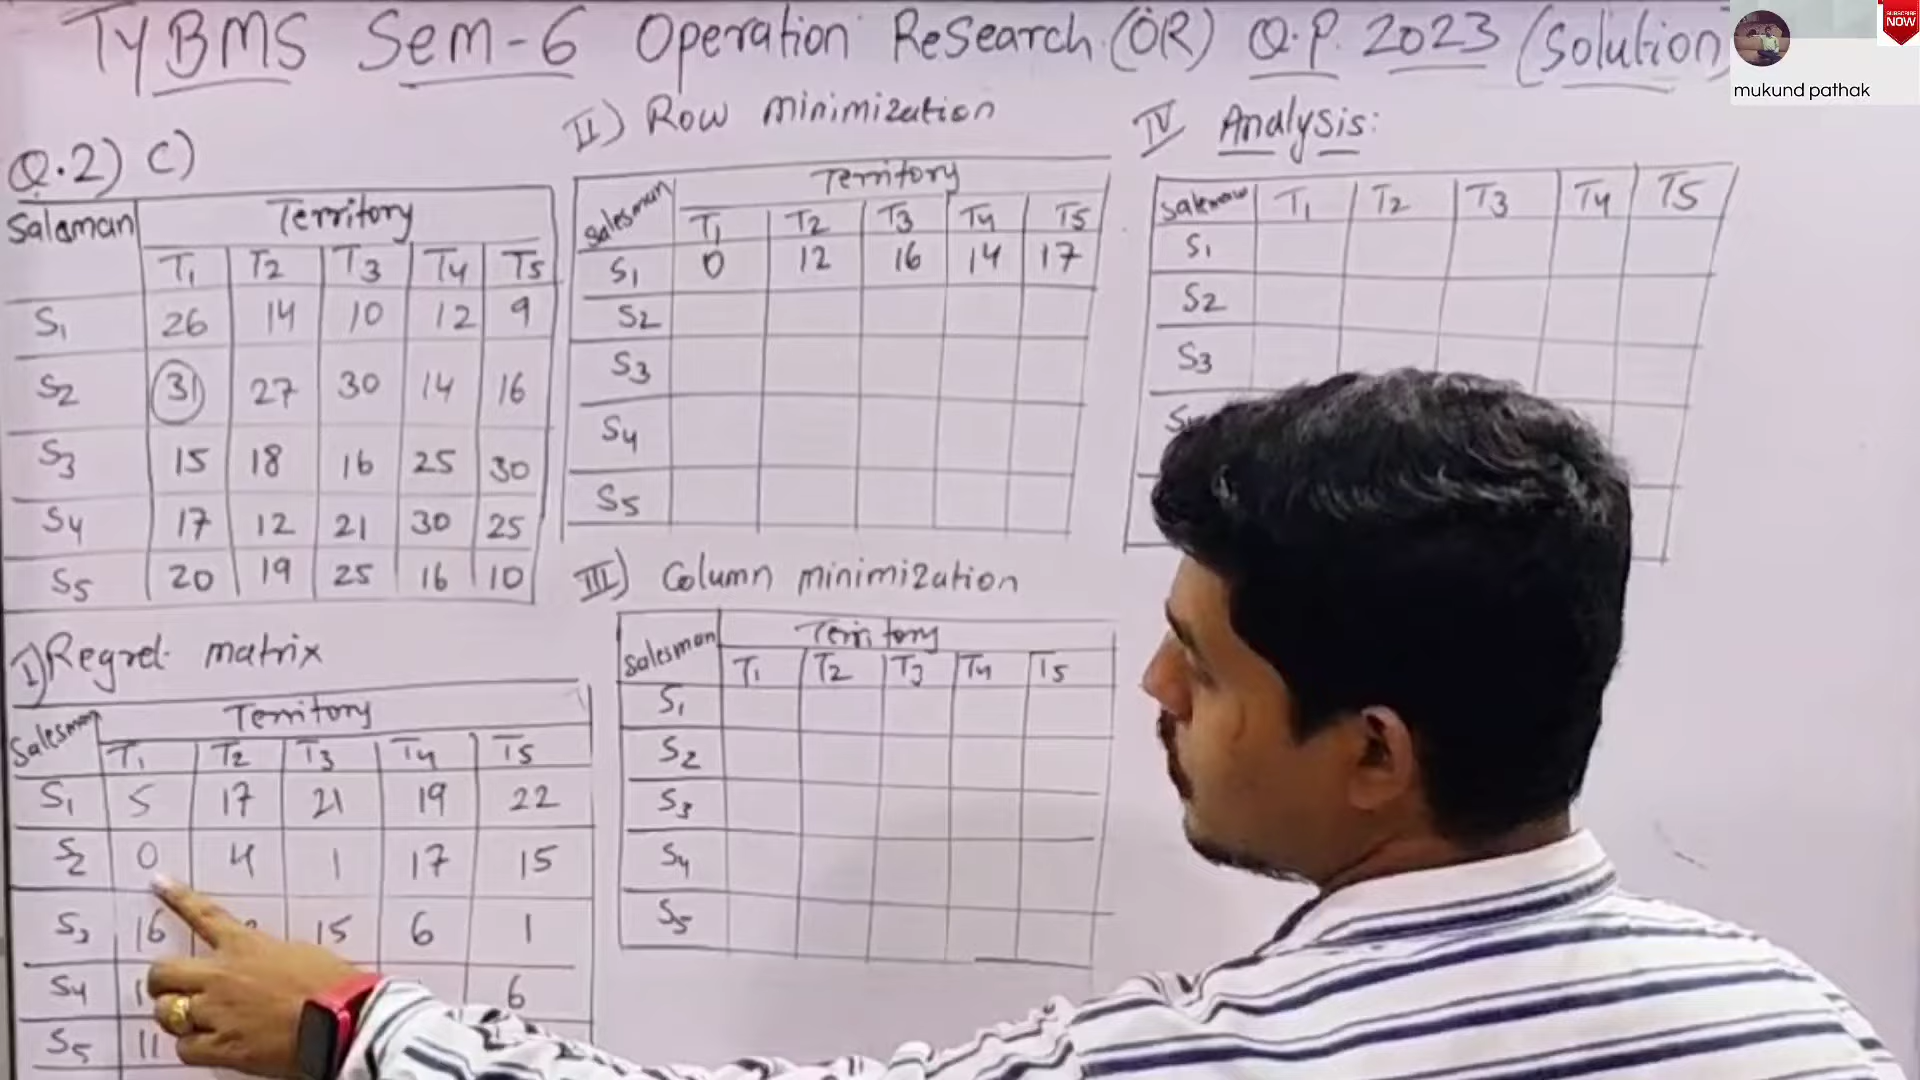 TyBMS Sem-6 Operation ReSearch (OR) Q.P. 2023 (Solution)
SUBSCRIBE NOW
mukund pathak
Q.2) C)
Salaman Territory
T1 T2 T3 T4 T5
S1 26 14 10 12 9
S2 31 27 30 14 16
S3 15 18 16 25 30
S4 17 12 21 30 25
S5 20 19 25 16 10
I) Regret matrix
Salesman Territory
T1 T2 T3 T4 T5
S1 5 17 21 19 22
S2 0 4 1 17 15
S3 16 15 6 1
S4 6
S5 11
II) Row minimization
Salesman Territory
T1 T2 T3 T4 T5
S1 0 12 16 14 17
S2
S3
S4
S5
III) Column minimization
Salesman Territory
T1 T2 T3 T4 T5
S1
S2
S3
S4
S5
IV Analysis:
Salesman T1 T2 T3 T4 T5
S1
S2
S3